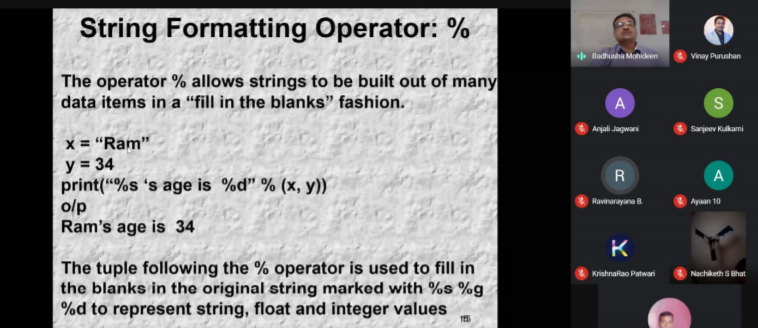 String Formatting Operator: %
The operator % allows strings to be built out of many
data items in a “fill in the blanks” fashion.
x = “Ram”
y = 34
print(“%s ‘s age is %d” % (x, y))
o/p
Ram’s age is 34
The tuple following the % operator is used to fill in
the blanks in the original string marked with %s %g
%d to represent string, float and integer values
115
Badhusha Mohideen
Vinay Purushan
A
Anjali Jagwani
S
Sanjeev Kulkarni
R
Ravinarayana B.
A
Ayaan 10
K
KrishnaRao Patwari
Nachiketh S Bhat